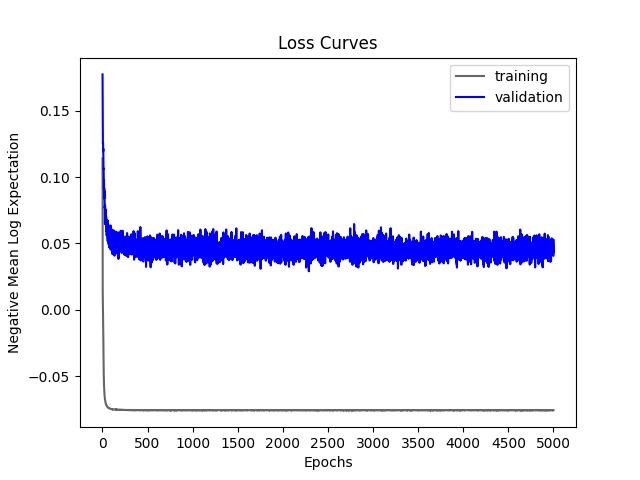 Loss Curves
training
validation
Negative Mean Log Expectation
0.15
0.10
0.05
0.00
−0.05
0 500 1000 1500 2000 2500 3000 3500 4000 4500 5000
Epochs